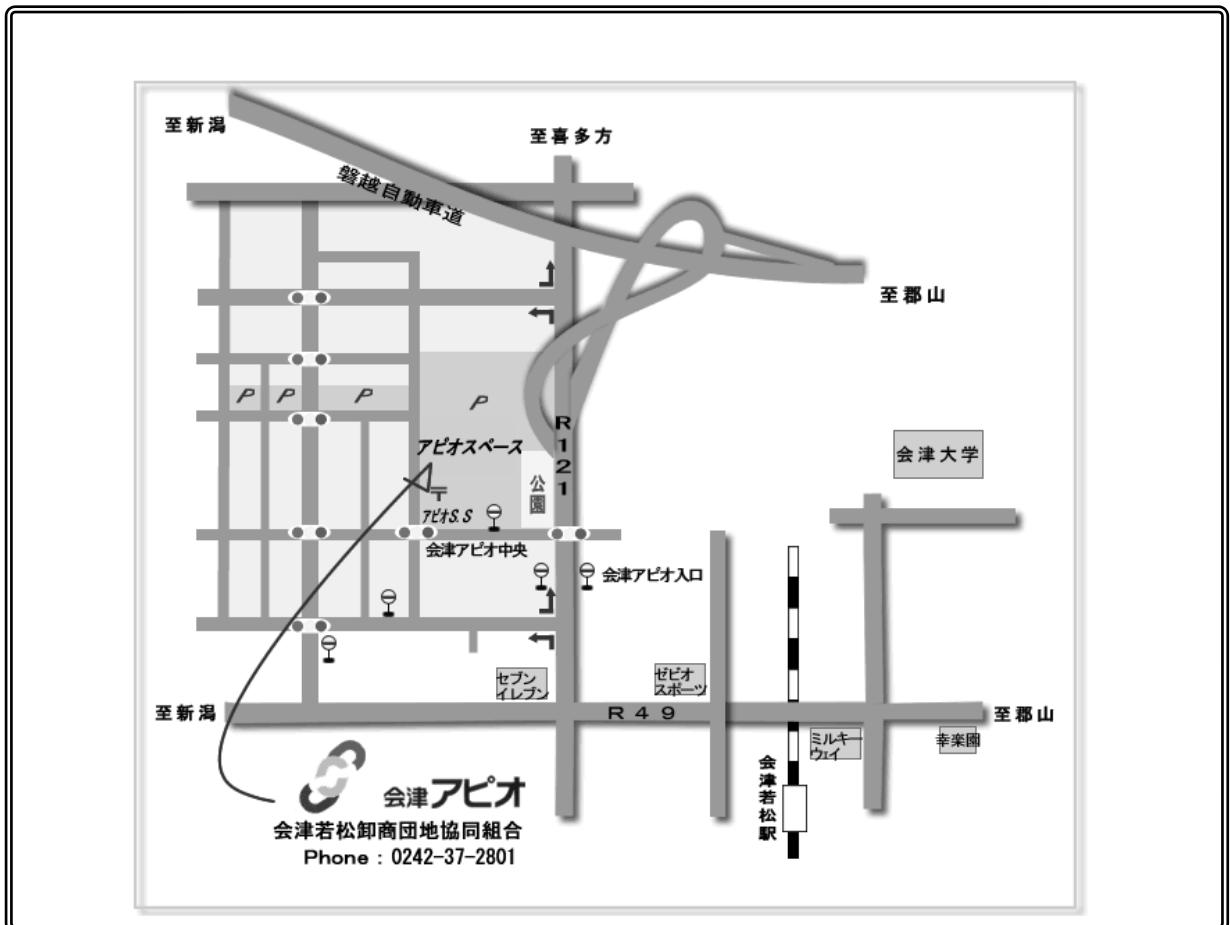 至新潟
至喜多方
磐越自動車道
至郡山
P
P
P
P
R121
アピオスペース
公園
会津大学
〒
アピオS.S
会津アピオ中央
会津アピオ入口
セブン
イレブン
ゼビオ
スポーツ
至新潟
R49
至郡山
ミルキー
ウェイ
幸楽園
会津若松駅
会津アピオ
会津若松卸商団地協同組合
Phone：0242-37-2801